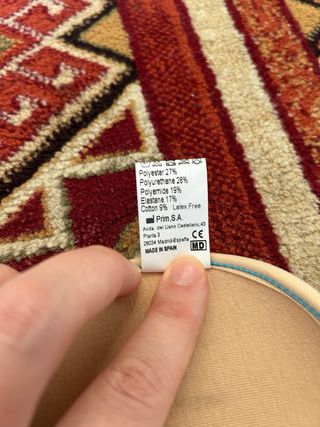 Polyester 27%
Polyurethane 28%
Polyamide 19%
Elastane 17%
Cotton 9% Latex Free
Prim,S.A.
Avda. del Llano Castellano,43
Planta 3
28034 Madrid-España
MADE IN SPAIN CE MD